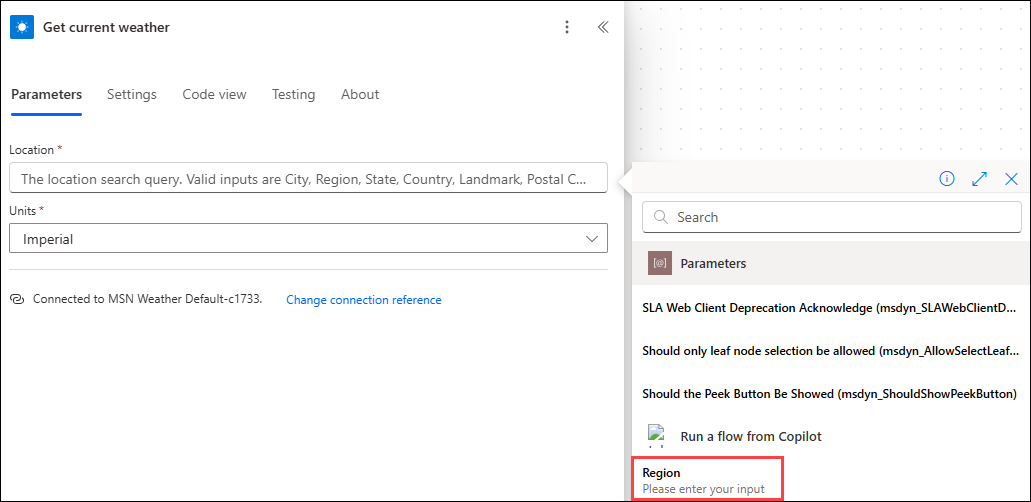 Get current weather
Parameters
Settings
Code view
Testing
About
Location *
The location search query. Valid inputs are City, Region, State, Country, Landmark, Postal C...
Units *
Imperial
Connected to MSN Weather Default-c1733.
Change connection reference
Search
[@]
Parameters
SLA Web Client Deprecation Acknowledge (msdyn_SLAWebClientD...
Should only leaf node selection be allowed (msdyn_AllowSelectLeaf...
Should the Peek Button Be Showed (msdyn_ShouldShowPeekButton)
Run a flow from Copilot
Region
Please enter your input